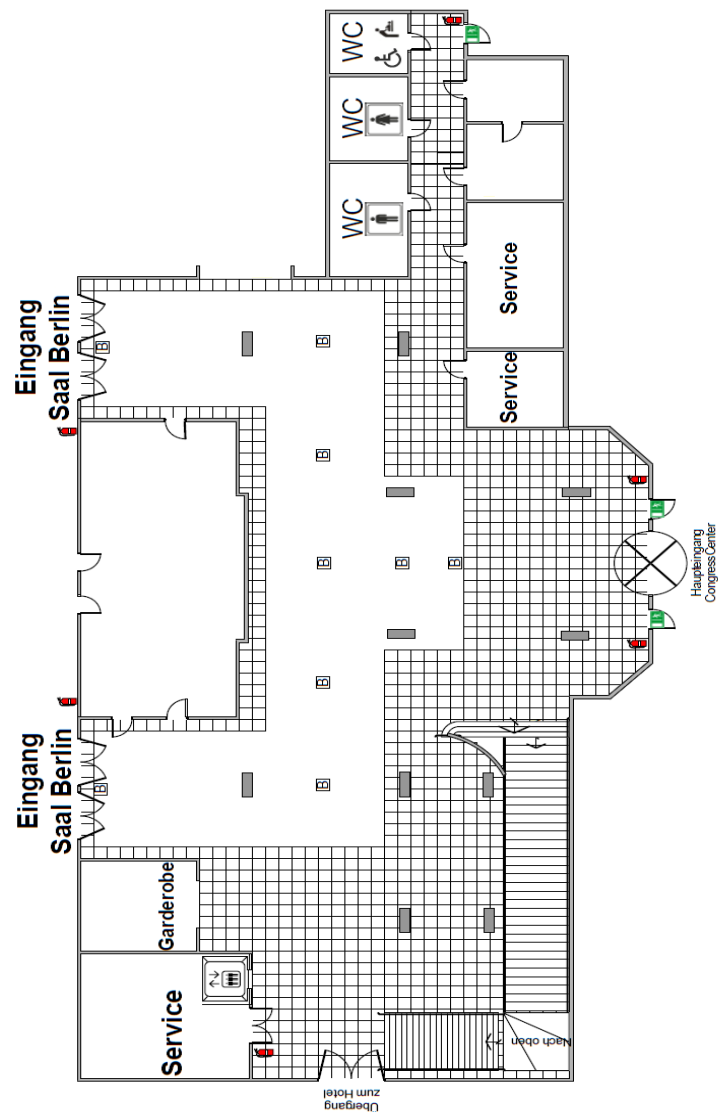 WC
WC
WC
Service
Service
Eingang
Saal Berlin
B
B
B
B
B
B
B
B
B
Eingang
Saal Berlin
Haupteingang
CongressCenter
Garderobe
Service
Nach oben
Übergang
zum Hotel